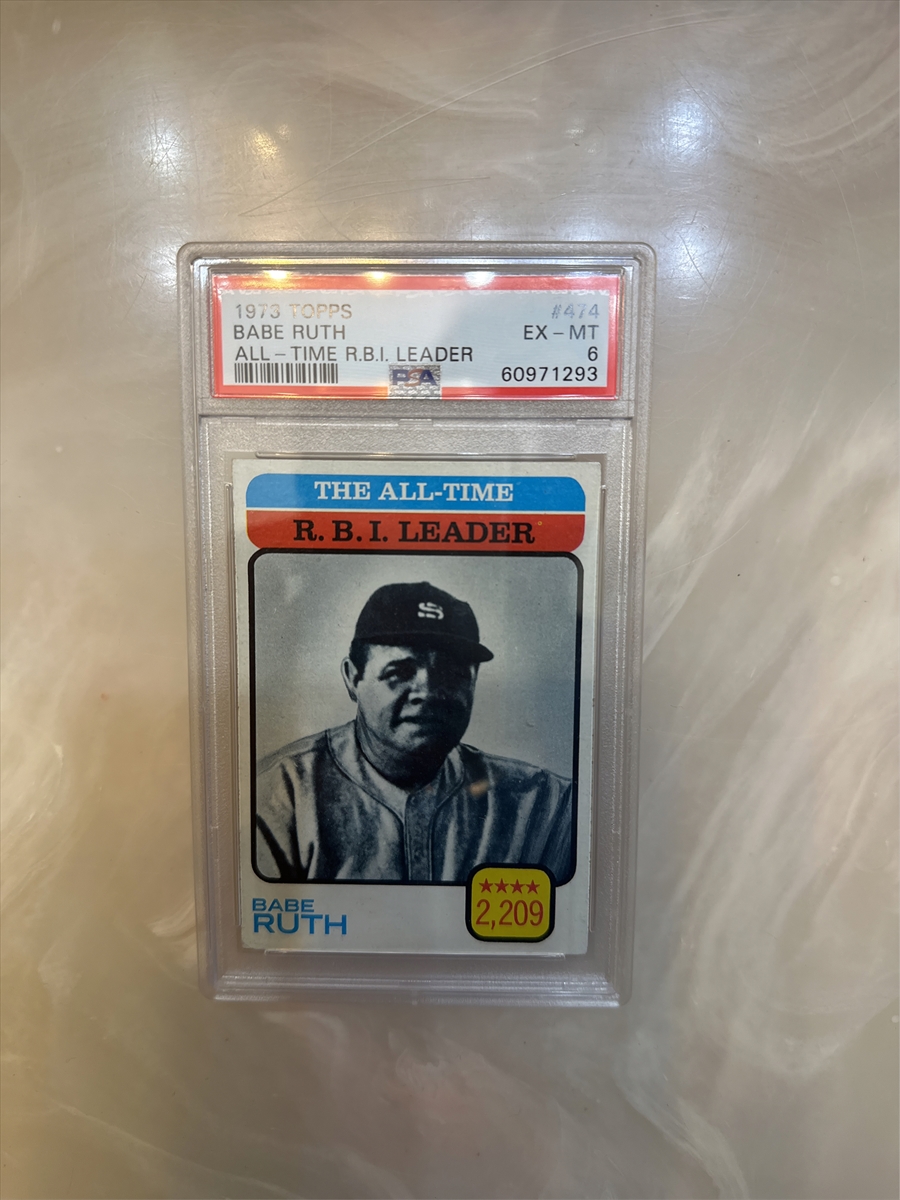 1973 TOPPS #474
BABE RUTH EX - MT
ALL - TIME R.B.I. LEADER 6
PSA 60971293
THE ALL-TIME
R. B. I. LEADER
S
BABE
RUTH
★★★★
2,209